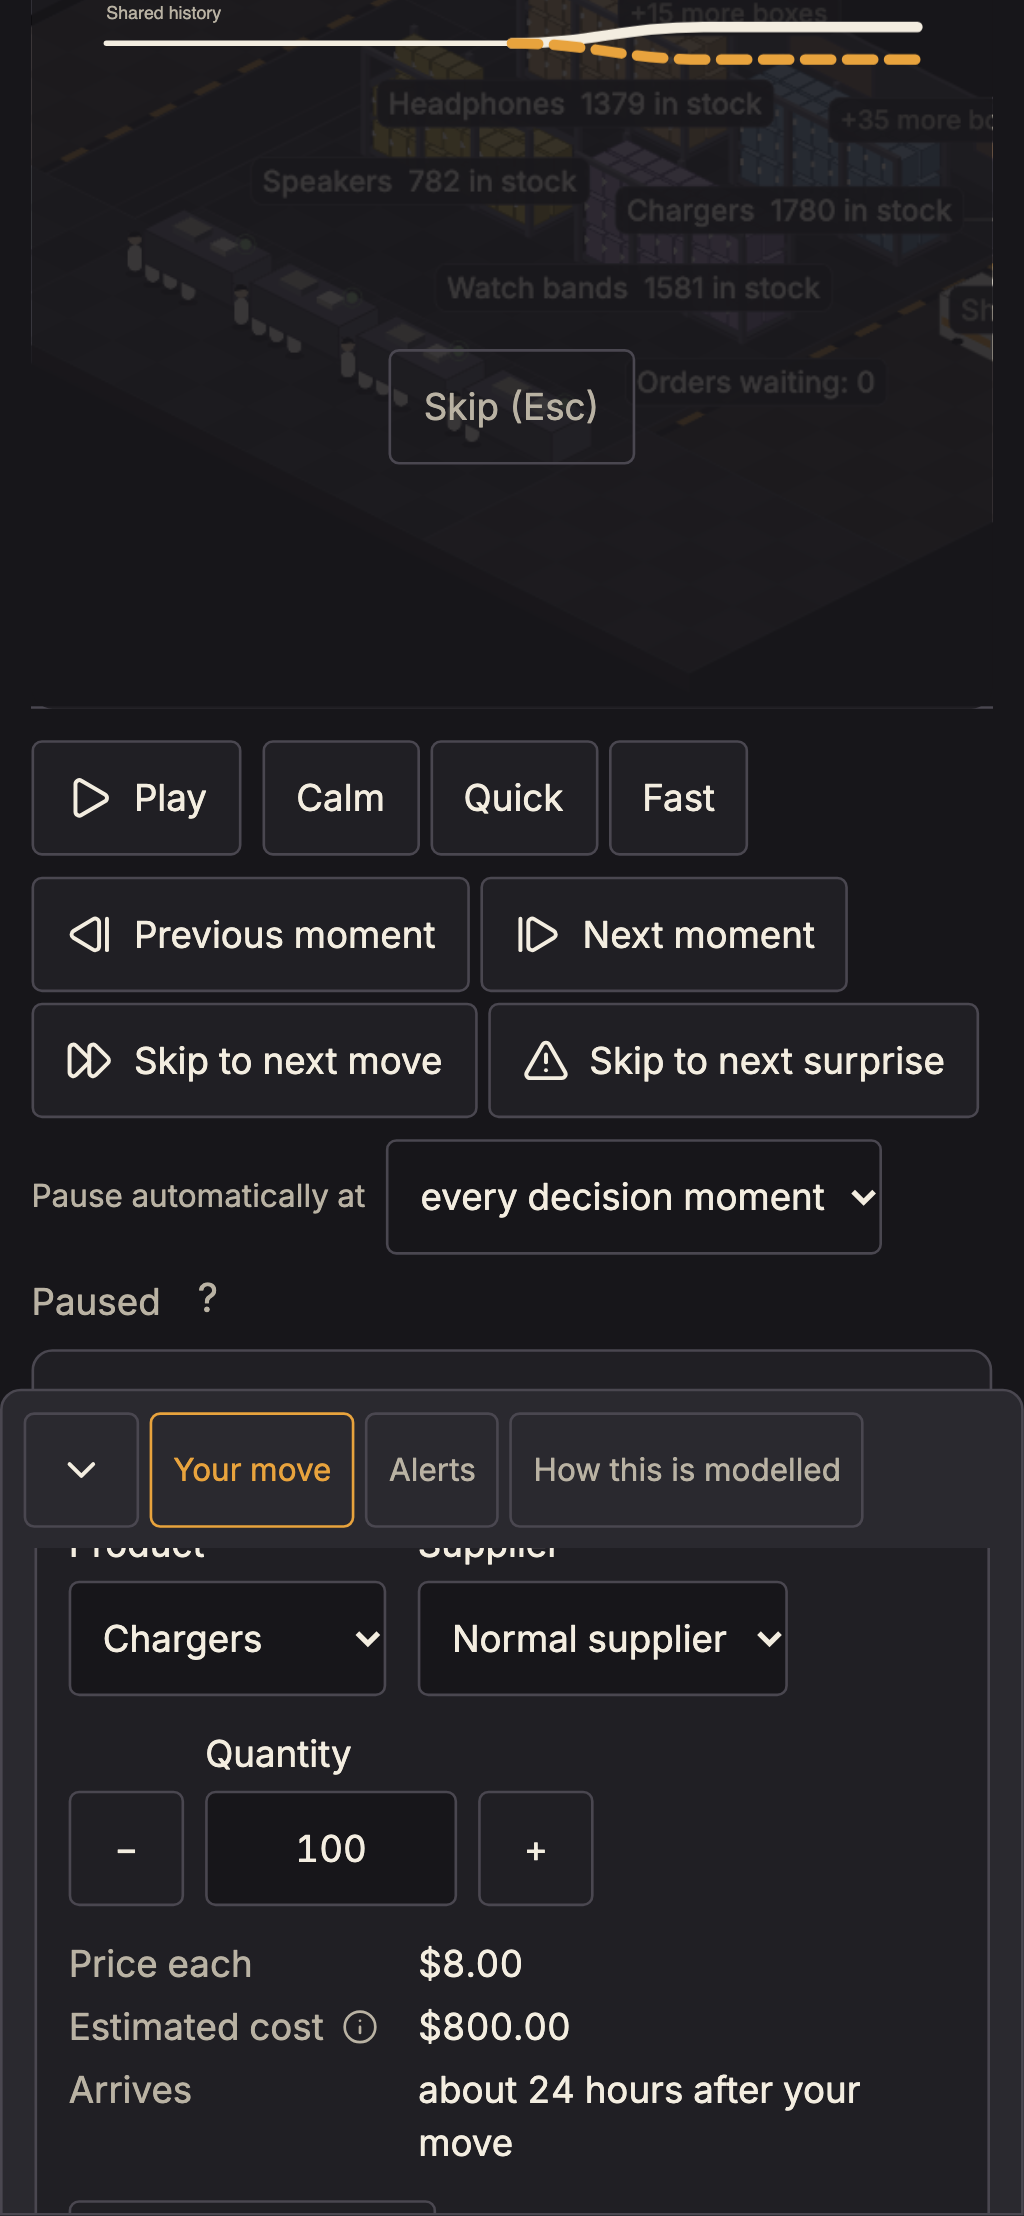 Shared history
+15 more boxes
Headphones 1379 in stock
+35 more bo
Speakers 782 in stock
Chargers 1780 in stock
Watch bands 1581 in stock
Sh
Orders waiting: 0
Skip (Esc)
Play
Calm
Quick
Fast
Previous moment
Next moment
Skip to next move
Skip to next surprise
Pause automatically at
every decision moment
Paused ?
Your move
Alerts
How this is modelled
Product
Supplier
Chargers
Normal supplier
Quantity
−
100
+
Price each
$8.00
Estimated cost
$800.00
Arrives
about 24 hours after your
move